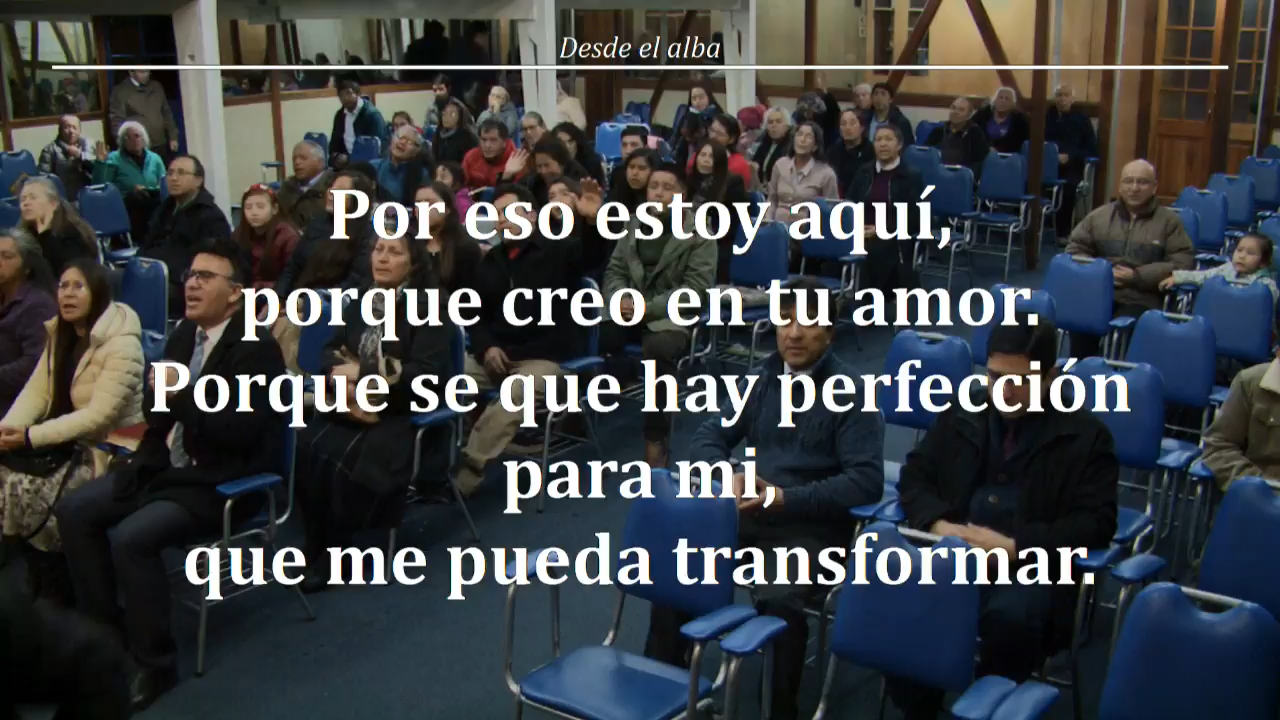 Desde el alba
Por eso estoy aquí,
porque creo en tu amor.
Porque se que hay perfección
para mi,
que me pueda transformar.